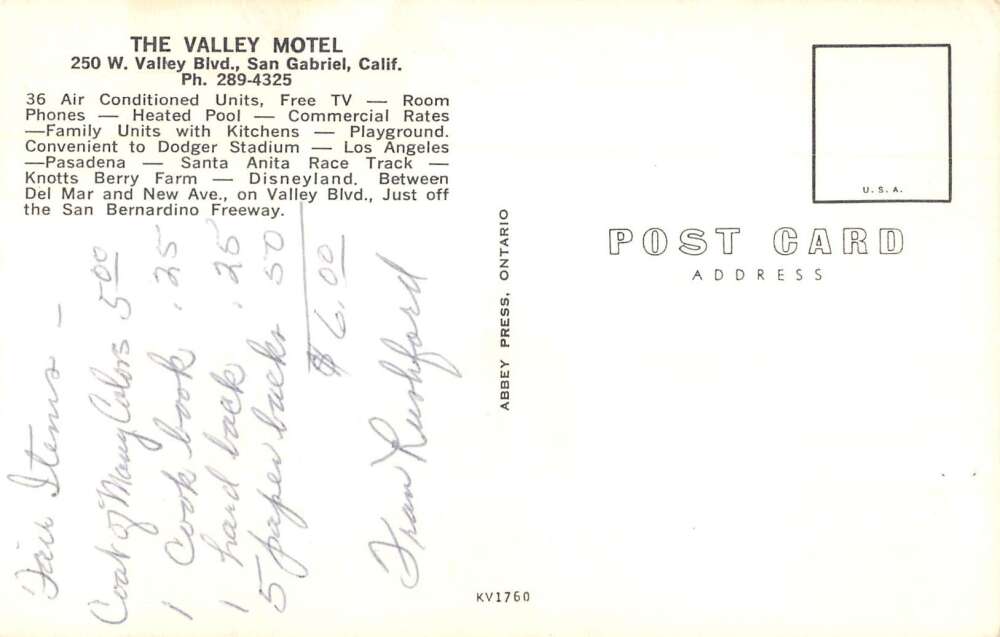 THE VALLEY MOTEL
250 W. Valley Blvd., San Gabriel, Calif.
Ph. 289-4325
36 Air Conditioned Units, Free TV — Room
Phones — Heated Pool — Commercial Rates
—Family Units with Kitchens — Playground.
Convenient to Dodger Stadium — Los Angeles
—Pasadena — Santa Anita Race Track —
Knotts Berry Farm — Disneyland. Between
Del Mar and New Ave., on Valley Blvd., Just off
the San Bernardino Freeway.
Fair Items —
Coat of Many Colors 5.00
1 Cook book .25
1 hard back .25
5 paper backs 50
$6.00
Fran Rushford
ABBEY PRESS, ONTARIO
KV1760
U.S.A.
POST CARD
ADDRESS